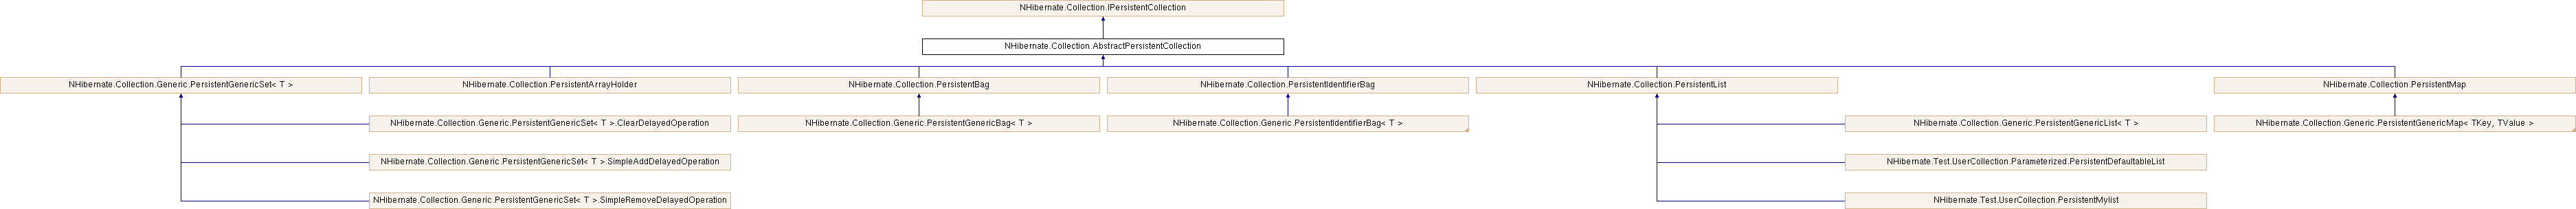 NHibernate.Collection.IPersistentCollection
NHibernate.Collection.AbstractPersistentCollection
NHibernate.Collection.Generic.PersistentGenericSet< T >
NHibernate.Collection.PersistentArrayHolder
NHibernate.Collection.PersistentBag
NHibernate.Collection.PersistentIdentifierBag
NHibernate.Collection.PersistentList
NHibernate.Collection.PersistentMap
NHibernate.Collection.Generic.PersistentGenericSet< T >.ClearDelayedOperation
NHibernate.Collection.Generic.PersistentGenericBag< T >
NHibernate.Collection.Generic.PersistentIdentifierBag< T >
NHibernate.Collection.Generic.PersistentGenericList< T >
NHibernate.Collection.Generic.PersistentGenericMap< TKey, TValue >
NHibernate.Collection.Generic.PersistentGenericSet< T >.SimpleAddDelayedOperation
NHibernate.Test.UserCollection.Parameterized.PersistentDefaultableList
NHibernate.Collection.Generic.PersistentGenericSet< T >.SimpleRemoveDelayedOperation
NHibernate.Test.UserCollection.PersistentMylist